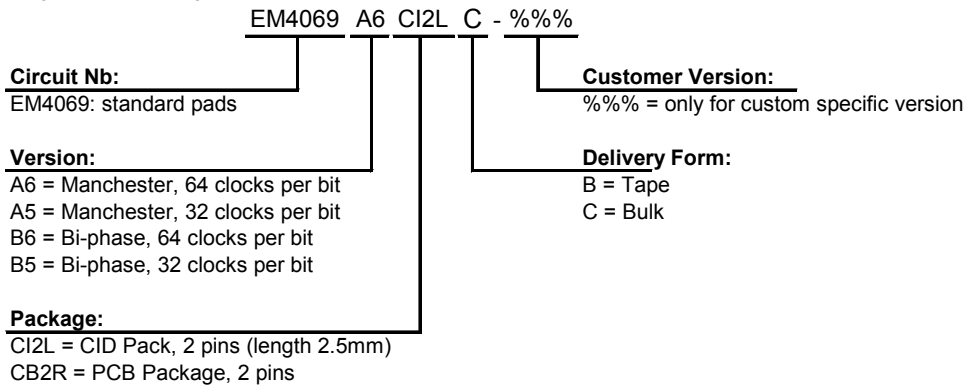 EM4069 A6 CI2L C - %%%
Circuit Nb:
EM4069: standard pads
Customer Version:
%%% = only for custom specific version
Version:
A6 = Manchester, 64 clocks per bit
A5 = Manchester, 32 clocks per bit
B6 = Bi-phase, 64 clocks per bit
B5 = Bi-phase, 32 clocks per bit
Delivery Form:
B = Tape
C = Bulk
Package:
CI2L = CID Pack, 2 pins (length 2.5mm)
CB2R = PCB Package, 2 pins